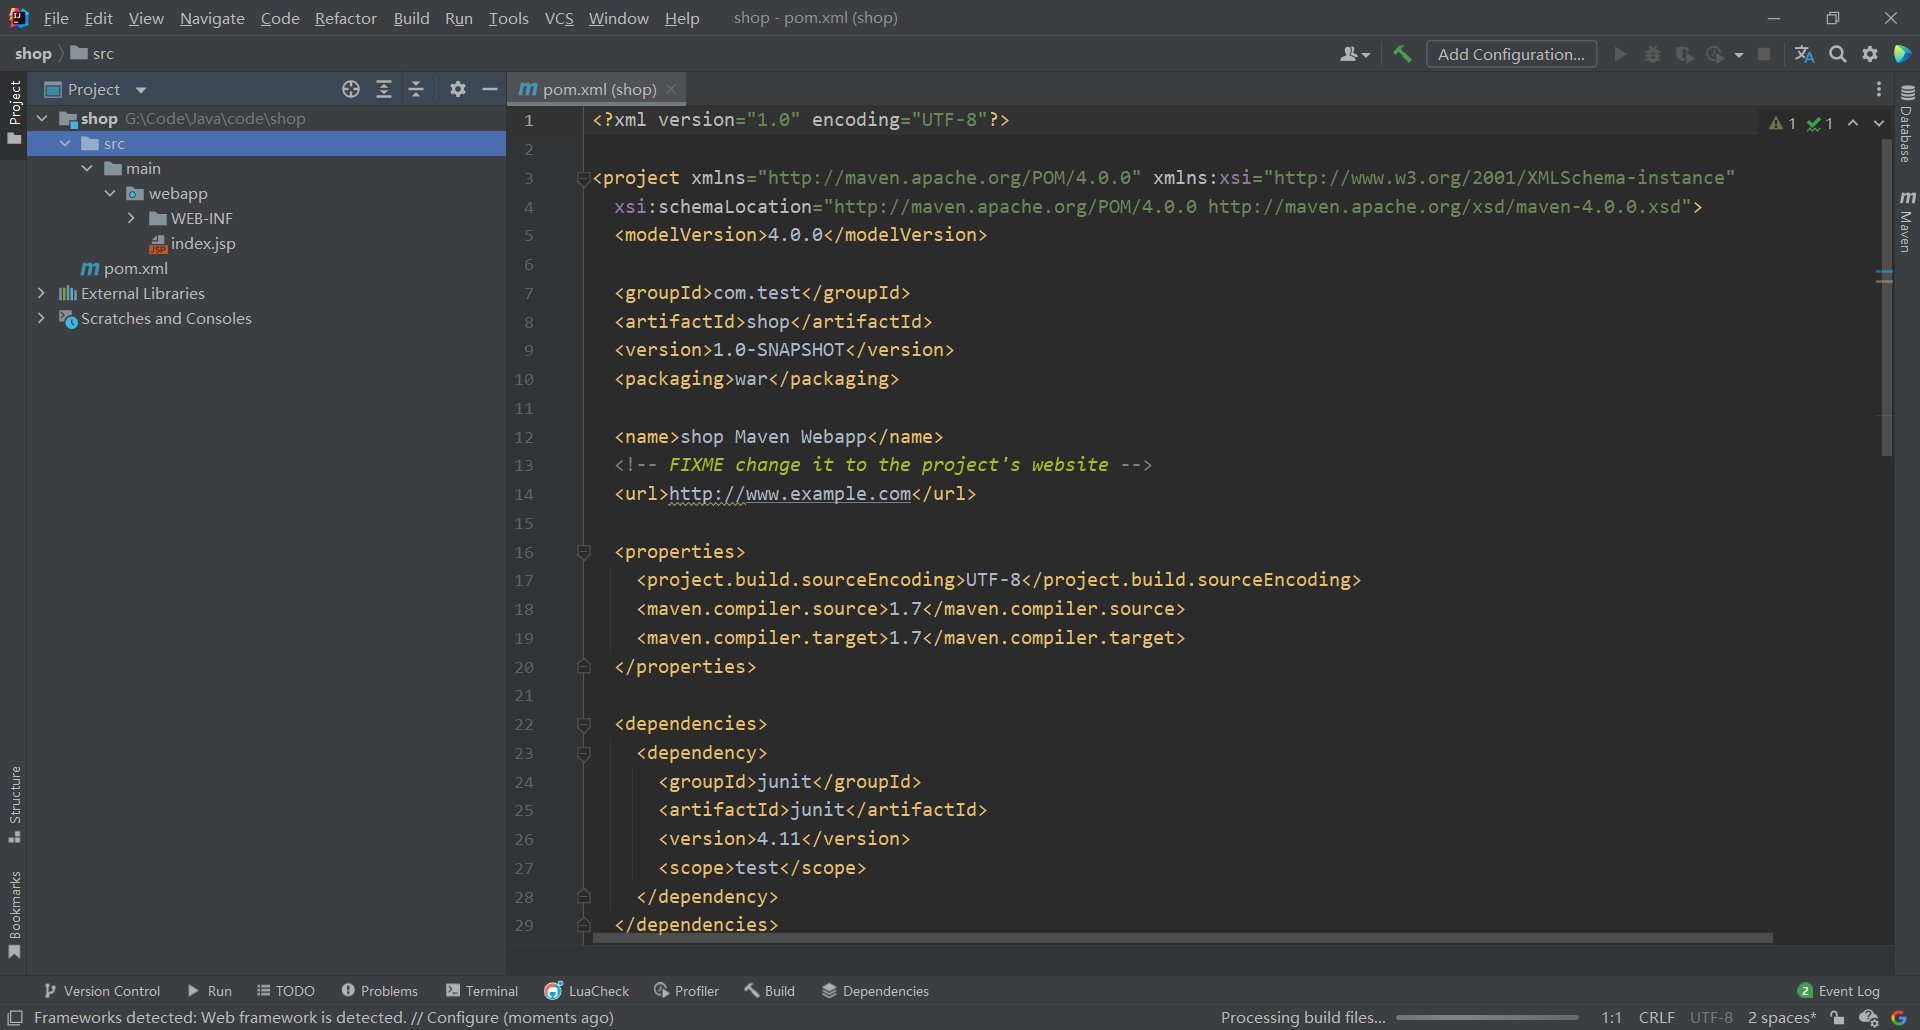 File Edit View Navigate Code Refactor Build Run Tools VCS Window Help shop - pom.xml (shop)
shop src
Add Configuration...
Project
Project
pom.xml (shop)
shop G:\Code\Java\code\shop
src
main
webapp
WEB-INF
index.jsp
pom.xml
External Libraries
Scratches and Consoles
1 <?xml version="1.0" encoding="UTF-8"?>
2
3 <project xmlns="http://maven.apache.org/POM/4.0.0" xmlns:xsi="http://www.w3.org/2001/XMLSchema-instance"
4 xsi:schemaLocation="http://maven.apache.org/POM/4.0.0 http://maven.apache.org/xsd/maven-4.0.0.xsd">
5 <modelVersion>4.0.0</modelVersion>
6
7 <groupId>com.test</groupId>
8 <artifactId>shop</artifactId>
9 <version>1.0-SNAPSHOT</version>
10 <packaging>war</packaging>
11
12 <name>shop Maven Webapp</name>
13 <!-- FIXME change it to the project's website -->
14 <url>http://www.example.com</url>
15
16 <properties>
17 <project.build.sourceEncoding>UTF-8</project.build.sourceEncoding>
18 <maven.compiler.source>1.7</maven.compiler.source>
19 <maven.compiler.target>1.7</maven.compiler.target>
20 </properties>
21
22 <dependencies>
23 <dependency>
24 <groupId>junit</groupId>
25 <artifactId>junit</artifactId>
26 <version>4.11</version>
27 <scope>test</scope>
28 </dependency>
29 </dependencies>
1 1
Database
Maven
Structure
Bookmarks
Version Control Run TODO Problems Terminal LuaCheck Profiler Build Dependencies 2 Event Log
Frameworks detected: Web framework is detected. // Configure (moments ago) Processing build files... 1:1 CRLF UTF-8 2 spaces*